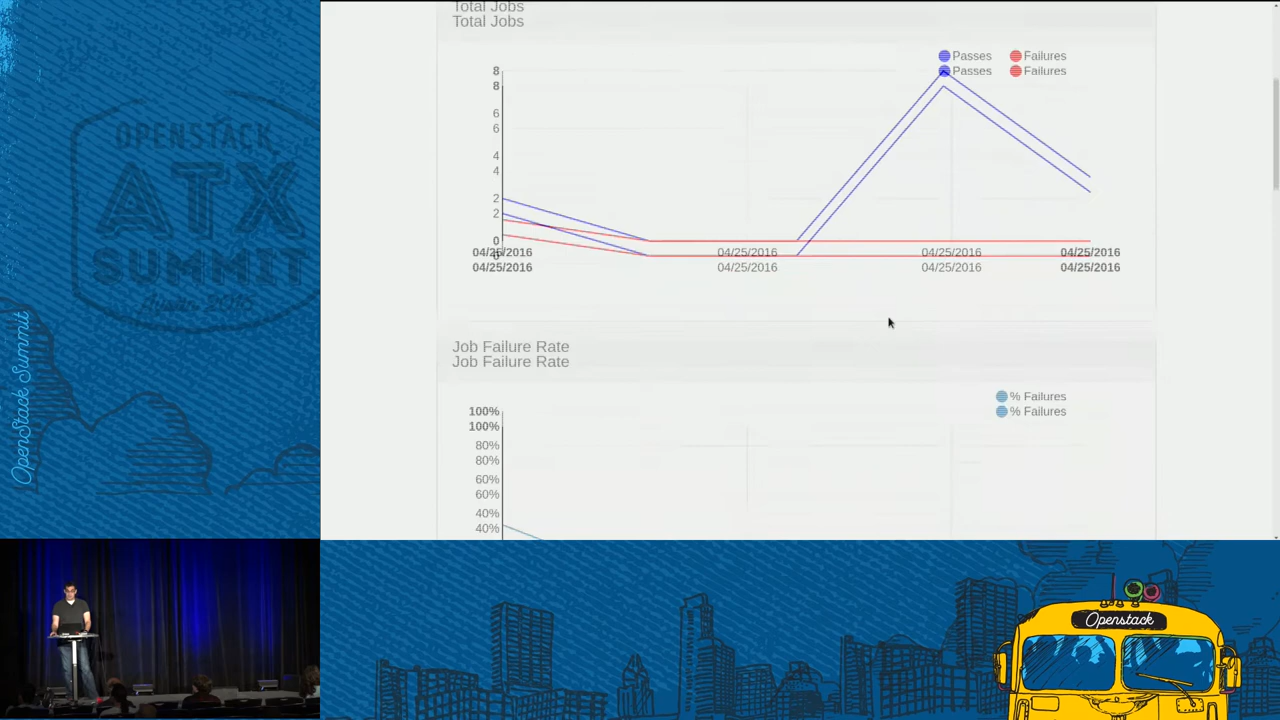 Total Jobs
Total Jobs
Passes Failures
Passes Failures
8
8
6
6
4
4
2
2
0
0
04/25/2016 04/25/2016 04/25/2016 04/25/2016
04/25/2016 04/25/2016 04/25/2016 04/25/2016
Job Failure Rate
Job Failure Rate
% Failures
% Failures
100%
100%
80%
80%
60%
60%
40%
40%
OPENSTACK
ATX
SUMMIT
Austin 2016
OpenStack Summit
Openstack